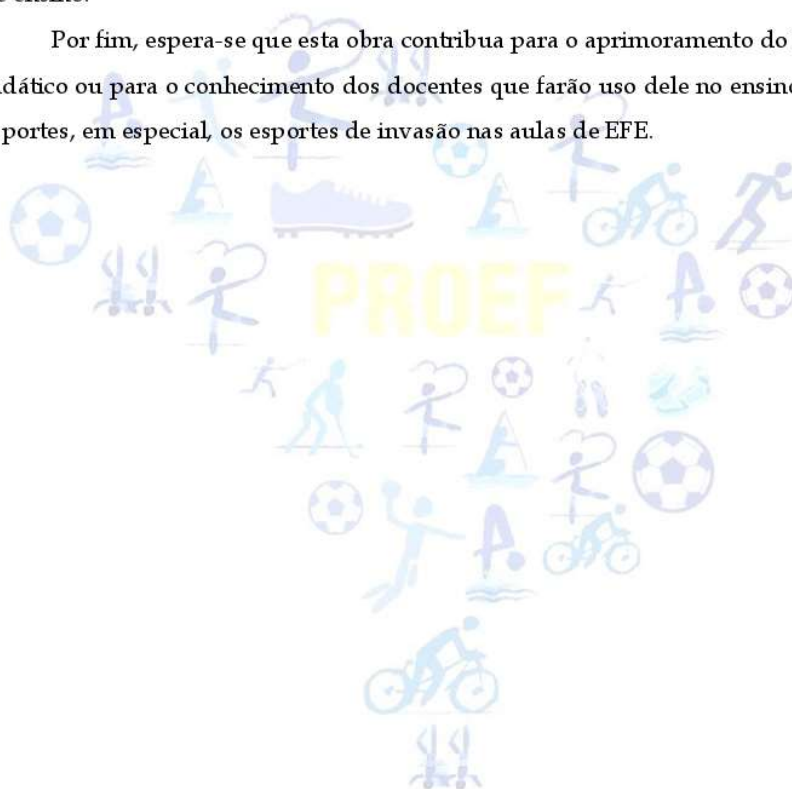 ensino.
Por fim, espera-se que esta obra contribua para o aprimoramento do
dático ou para o conhecimento dos docentes que farão uso dele no ensino
portes, em especial, os esportes de invasão nas aulas de EFE.
PROEF